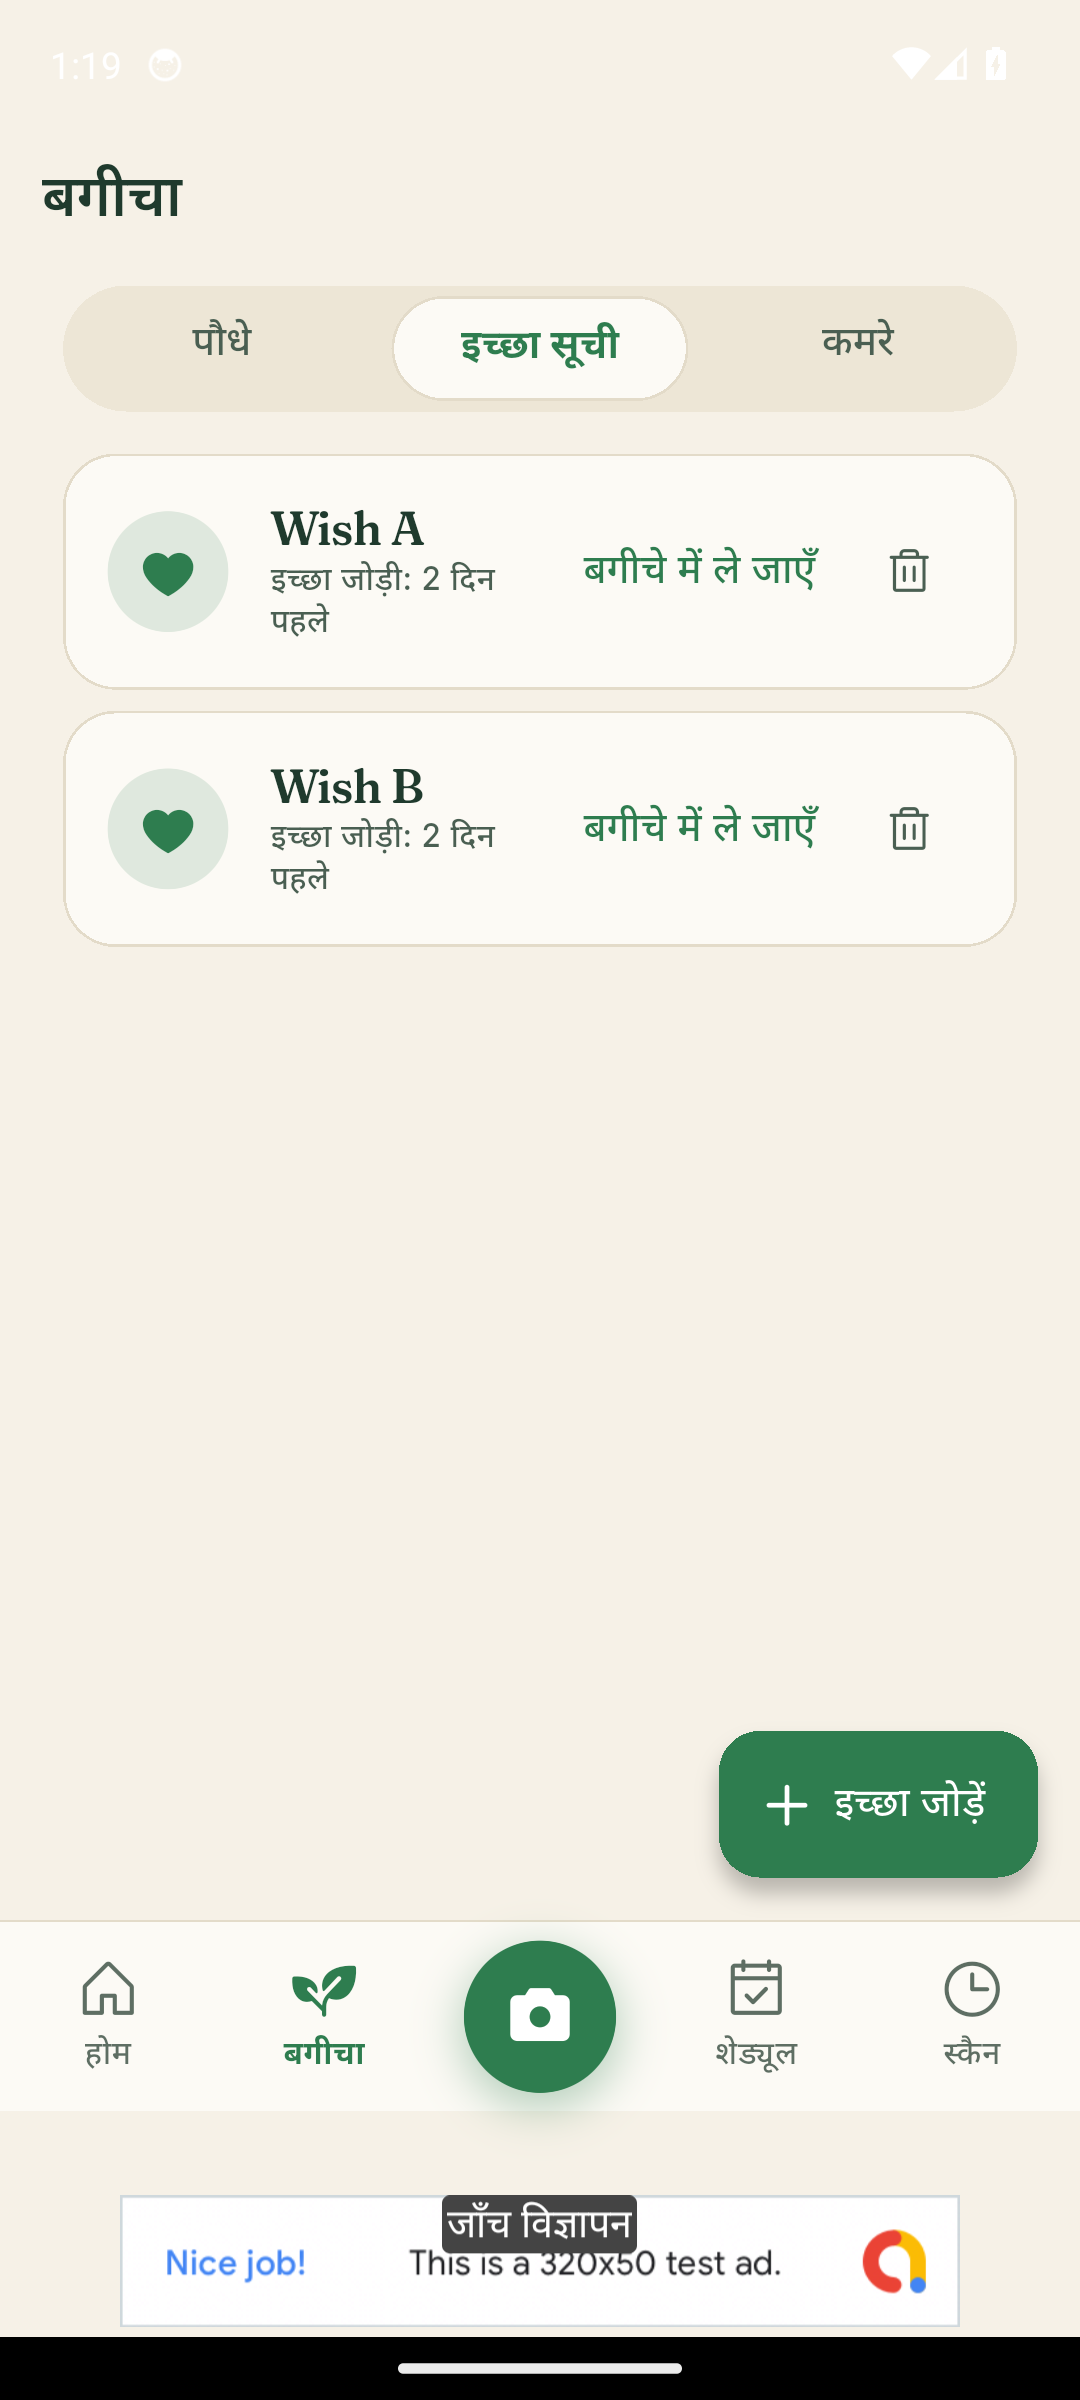 1:19
बगीचा
पौधे
इच्छा सूची
कमरे
Wish A
इच्छा जोड़ी: 2 दिन
पहले
बगीचे में ले जाएँ
Wish B
इच्छा जोड़ी: 2 दिन
पहले
बगीचे में ले जाएँ
इच्छा जोड़ें
होम
बगीचा
शेड्यूल
स्कैन
जाँच विज्ञापन
Nice job!
This is a 320x50 test ad.